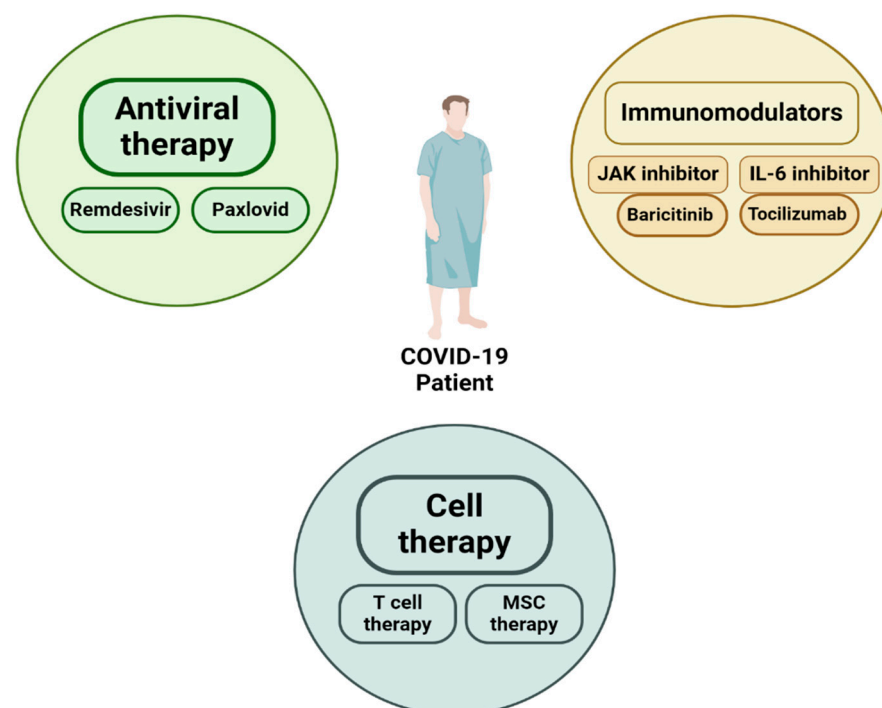 Antiviral
therapy
Remdesivir
Paxlovid
Immunomodulators
JAK inhibitor
IL-6 inhibitor
Baricitinib
Tocilizumab
COVID-19
Patient
Cell
therapy
T cell
therapy
MSC
therapy